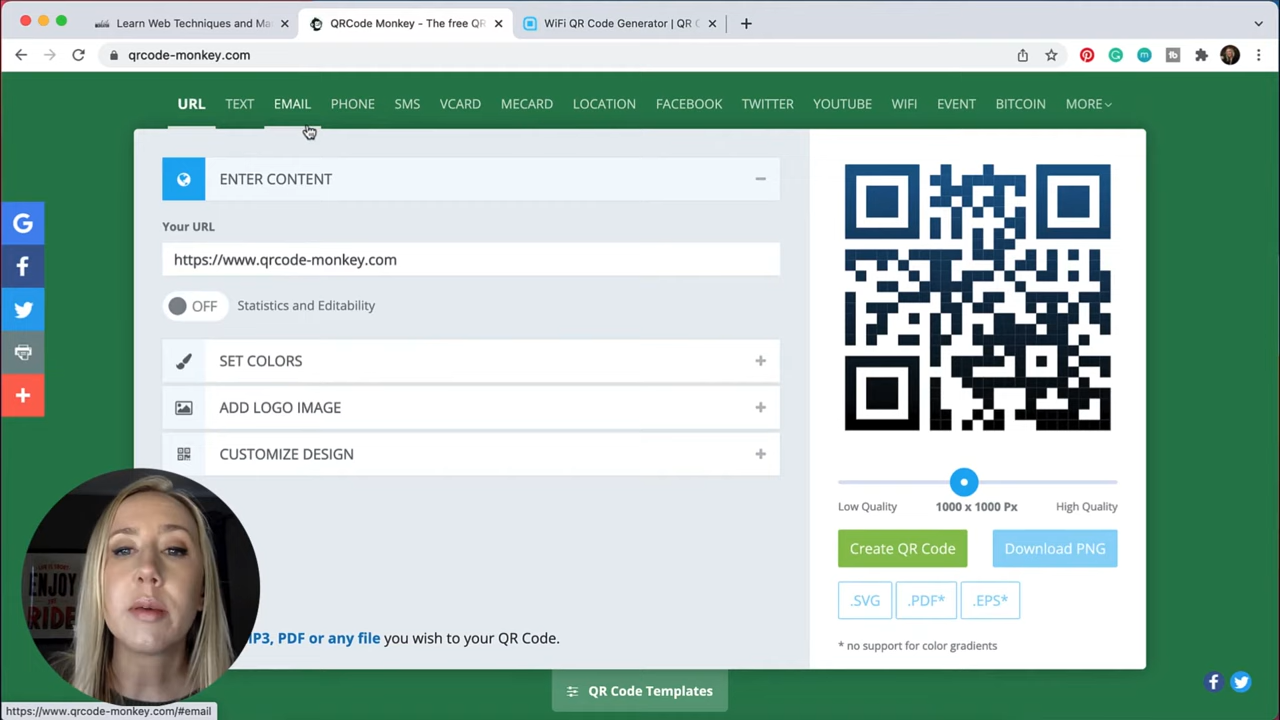 Learn Web Techniques and Ma
QRCode Monkey - The free QR
WiFi QR Code Generator | QR C
qrcode-monkey.com
URL TEXT EMAIL PHONE SMS VCARD MECARD LOCATION FACEBOOK TWITTER YOUTUBE WIFI EVENT BITCOIN MORE
ENTER CONTENT
Your URL
https://www.qrcode-monkey.com
OFF Statistics and Editability
SET COLORS
ADD LOGO IMAGE
CUSTOMIZE DESIGN
Low Quality 1000 x 1000 Px High Quality
Create QR Code Download PNG
.SVG .PDF* .EPS*
* no support for color gradients
ENJOY
RIDE
MP3, PDF or any file you wish to your QR Code.
QR Code Templates
https://www.qrcode-monkey.com/#email